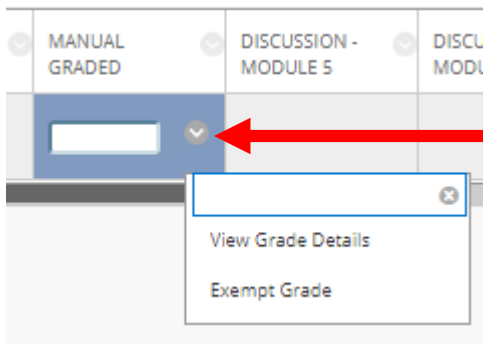 MANUAL
GRADED
DISCUSSION -
MODULE 5
DISCU
MODU
View Grade Details
Exempt Grade